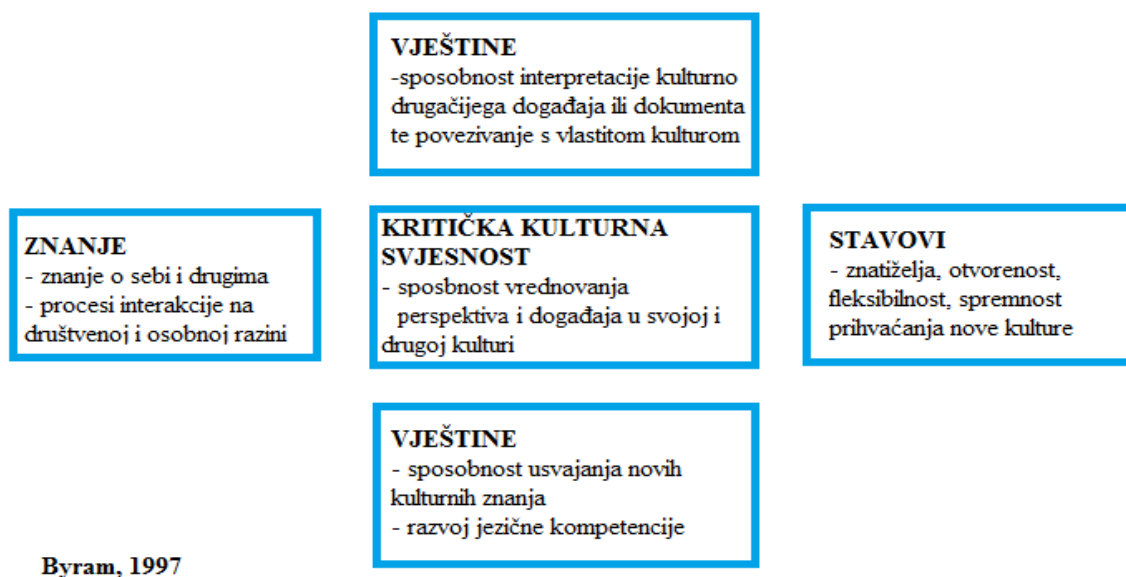 VJEŠTINE
-sposobnost interpretacije kulturno
drugačijega događaja ili dokumenta
te povezivanje s vlastitom kulturom
ZNANJE
- znanje o sebi i drugima
- procesi interakcije na
društvenoj i osobnoj razini
KRITIČKA KULTURNA
SVJESNOST
- sposbnost vrednovanja
perspektiva i događaja u svojoj i
drugoj kulturi
STAVOVI
- znatiželja, otvorenost,
fleksibilnost, spremnost
prihvaćanja nove kulture
VJEŠTINE
- sposobnost usvajanja novih
kulturnih znanja
- razvoj jezične kompetencije
Byram, 1997